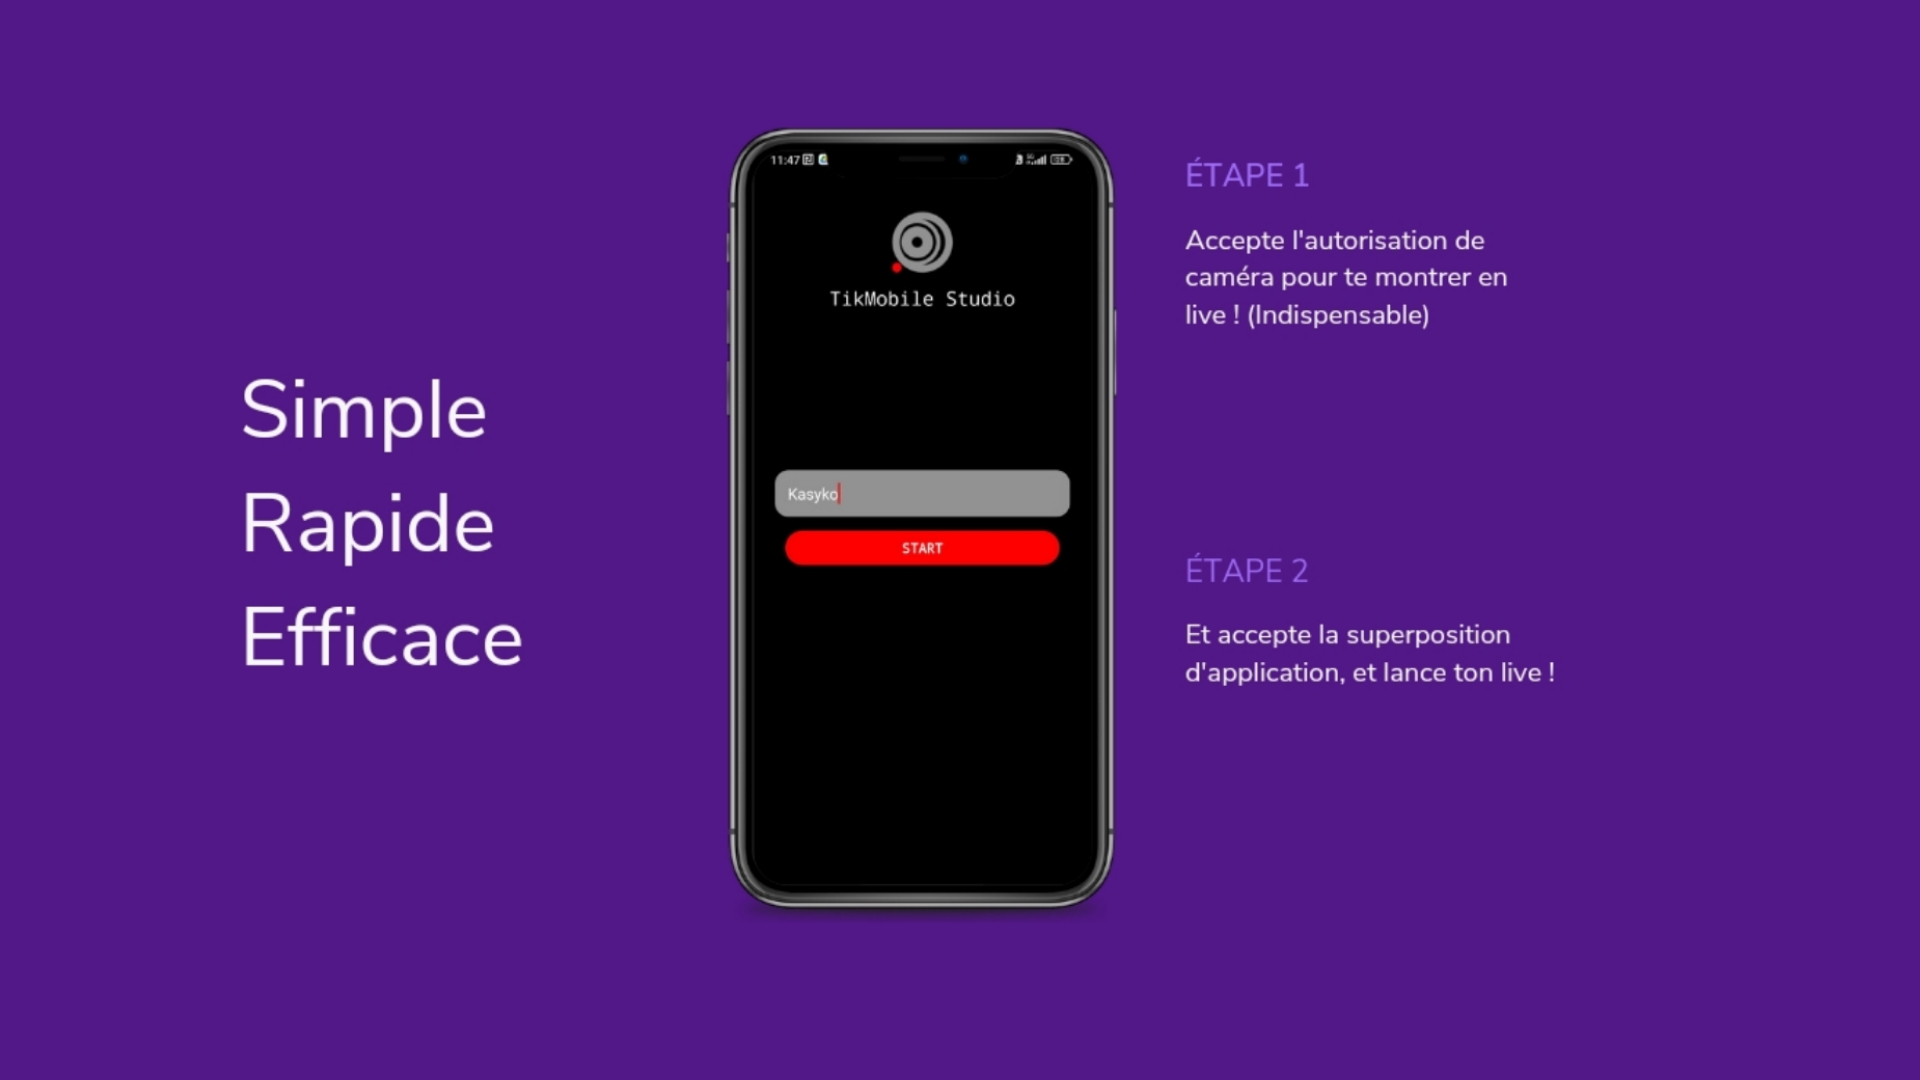 Simple
Rapide
Efficace
11:47
TikMobile Studio
Kasyko
START
ÉTAPE 1
Accepte l'autorisation de
caméra pour te montrer en
live ! (Indispensable)
ÉTAPE 2
Et accepte la superposition
d'application, et lance ton live !